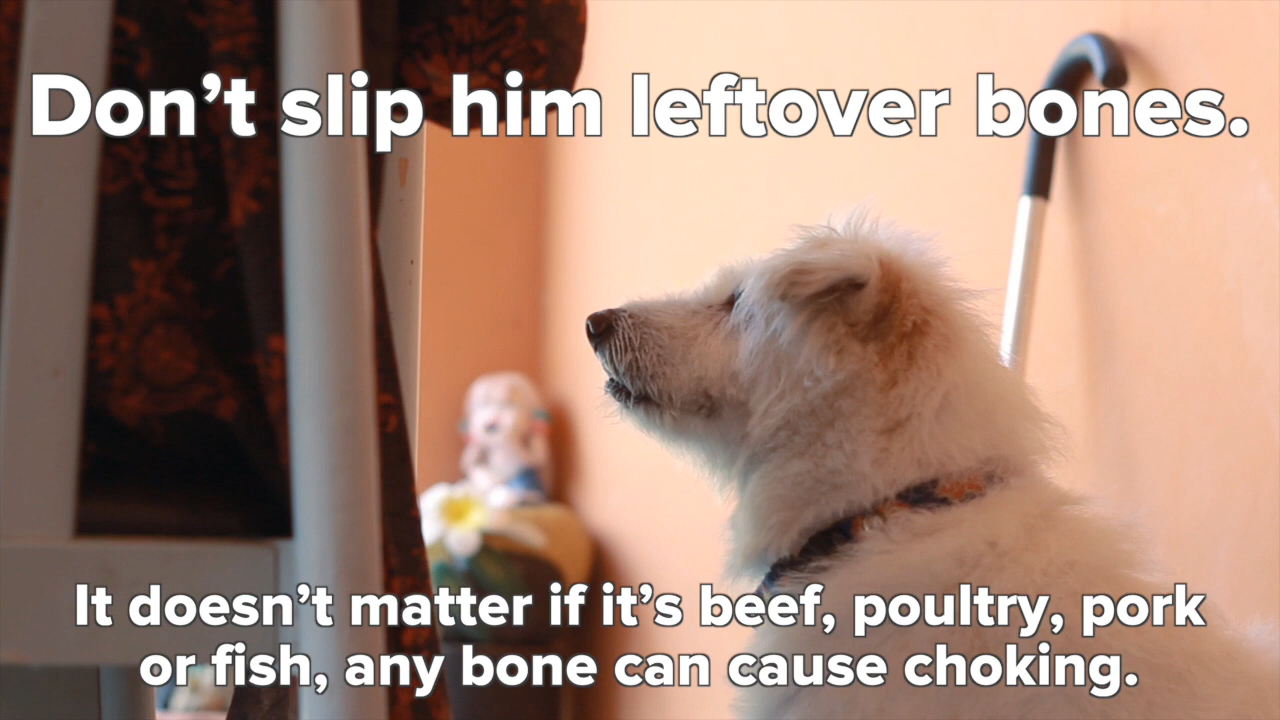 Don’t slip him leftover bones.
It doesn’t matter if it’s beef, poultry, pork
or fish, any bone can cause choking.